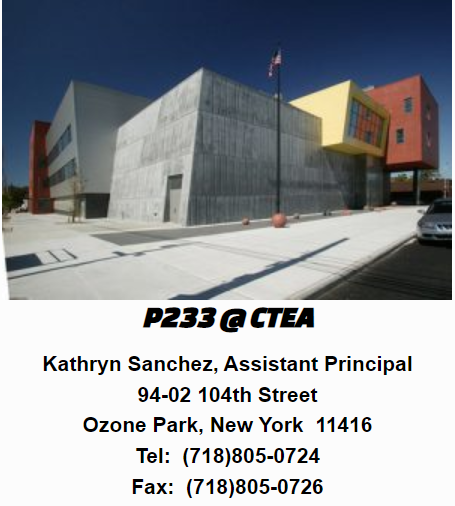 P233 @ CTEA
Kathryn Sanchez, Assistant Principal
94-02 104th Street
Ozone Park, New York  11416
Tel:  (718)805-0724
Fax:  (718)805-0726